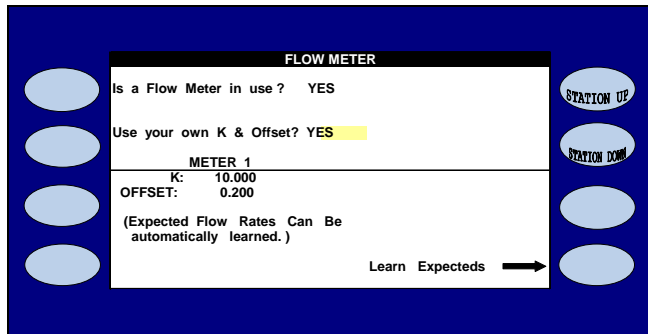 FLOW METER
Is a Flow Meter in use ? YES
STATION UP
Use your own K & Offset? YES
STATION DOWN
METER 1
K: 10.000
OFFSET: 0.200
(Expected Flow Rates Can Be
automatically learned. )
Learn Expecteds